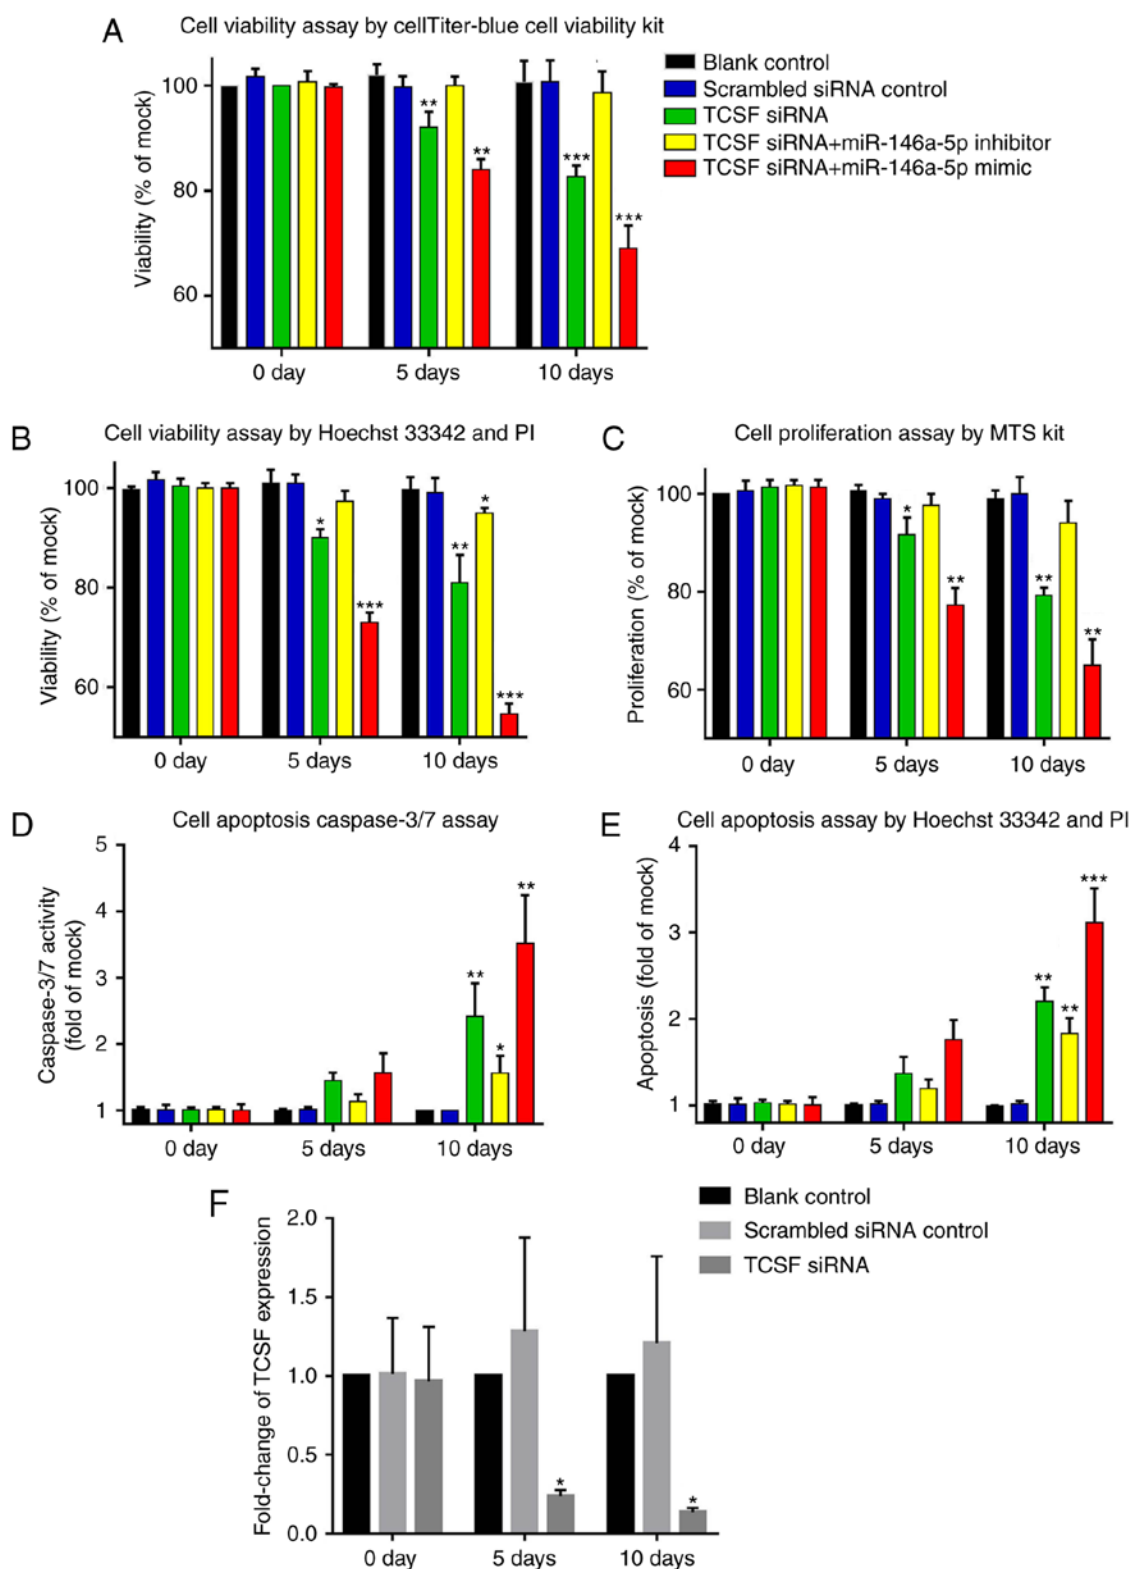 A
Cell viability assay by cellTiter-blue cell viability kit
Viability (% of mock)
100
80
60
**
**
***
***
0 day
5 days
10 days
Blank control
Scrambled siRNA control
TCSF siRNA
TCSF siRNA+miR-146a-5p inhibitor
TCSF siRNA+miR-146a-5p mimic
B
Cell viability assay by Hoechst 33342 and PI
Viability (% of mock)
100
80
60
*
***
**
*
***
0 day
5 days
10 days
C
Cell proliferation assay by MTS kit
Proliferation (% of mock)
100
80
60
*
**
**
**
0 day
5 days
10 days
D
Cell apoptosis caspase-3/7 assay
Caspase-3/7 activity
(fold of mock)
5
4
3
2
1
**
*
**
0 day
5 days
10 days
E
Cell apoptosis assay by Hoechst 33342 and PI
Apoptosis (fold of mock)
4
3
2
1
**
**
***
0 day
5 days
10 days
F
Fold-change of TCSF expression
2.0
1.5
1.0
0.5
0.0
*
*
0 day
5 days
10 days
Blank control
Scrambled siRNA control
TCSF siRNA